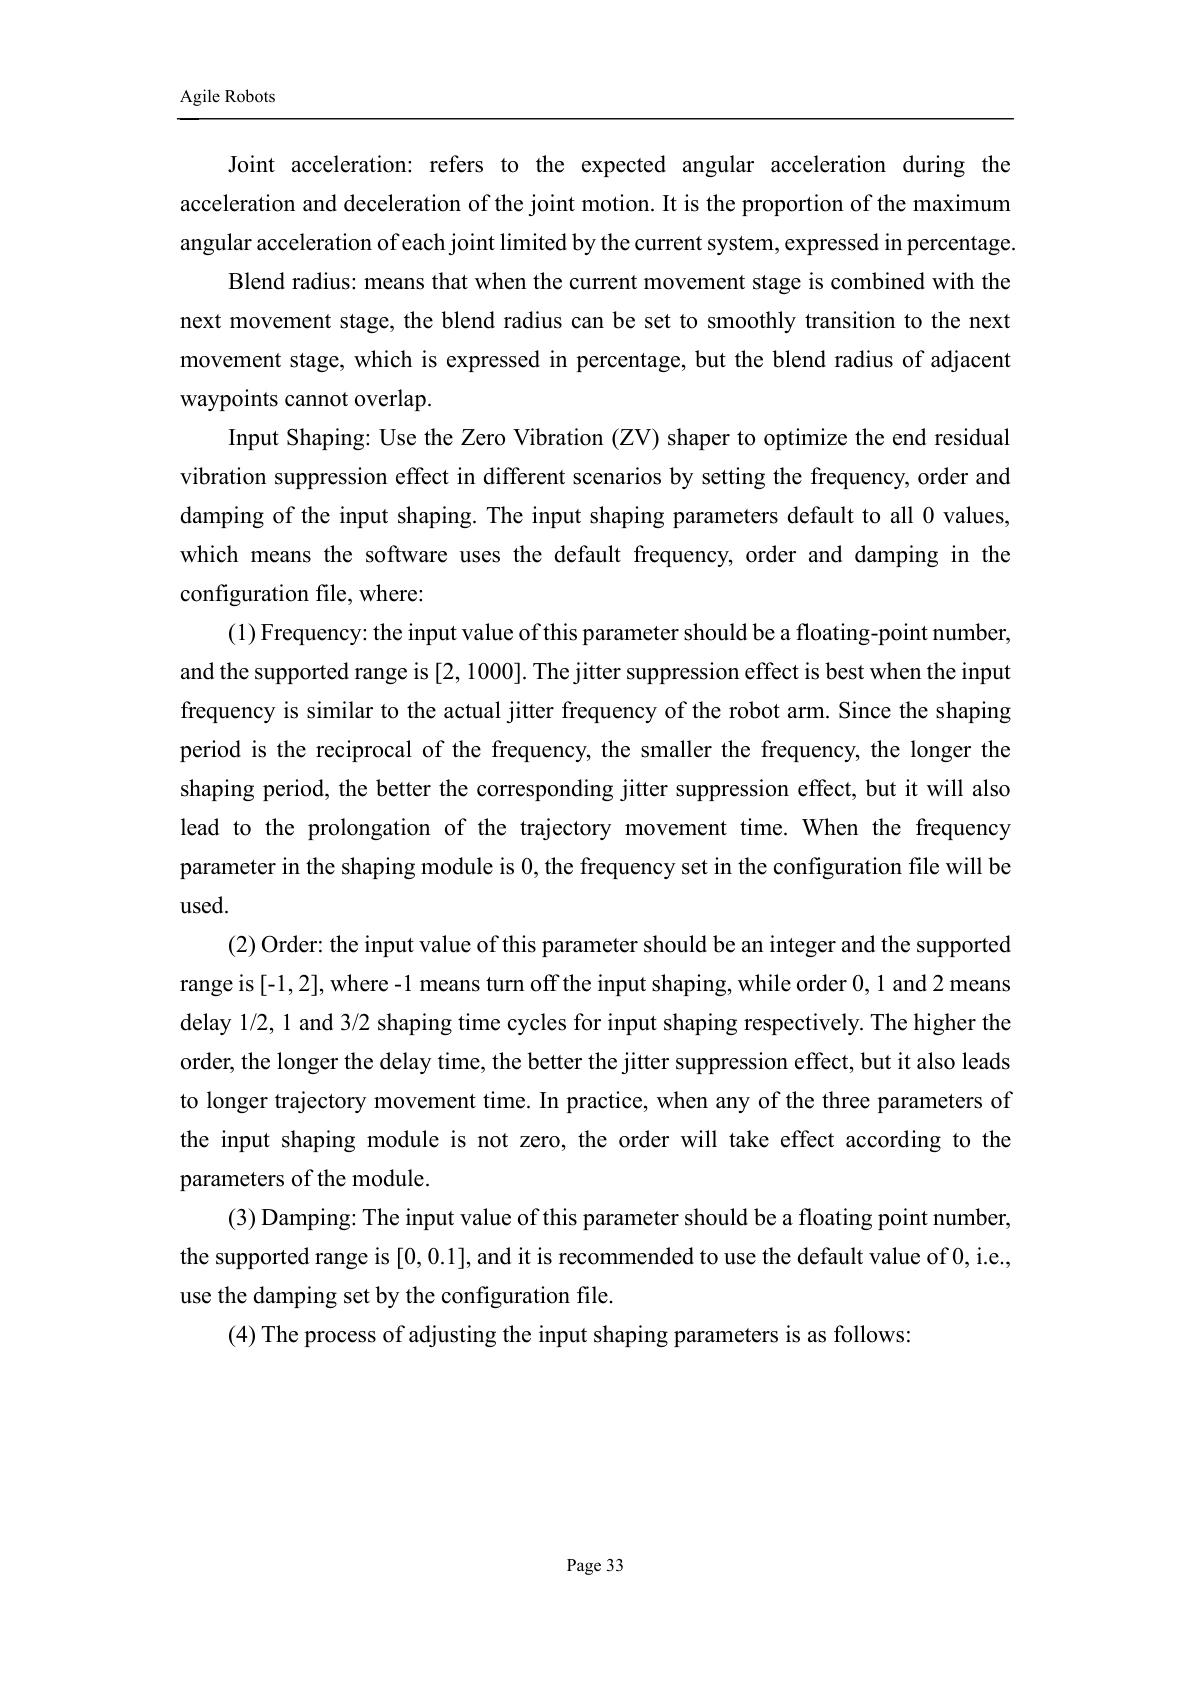 Agile Robots
Joint acceleration: refers to the expected angular acceleration during the
acceleration and deceleration of the joint motion. It is the proportion of the maximum
angular acceleration of each joint limited by the current system, expressed in percentage.
Blend radius: means that when the current movement stage is combined with the
next movement stage, the blend radius can be set to smoothly transition to the next
movement stage, which is expressed in percentage, but the blend radius of adjacent
waypoints cannot overlap.
Input Shaping: Use the Zero Vibration (ZV) shaper to optimize the end residual
vibration suppression effect in different scenarios by setting the frequency, order and
damping of the input shaping. The input shaping parameters default to all 0 values,
which means the software uses the default frequency, order and damping in the
configuration file, where:
(1) Frequency: the input value of this parameter should be a floating-point number,
and the supported range is [2, 1000]. The jitter suppression effect is best when the input
frequency is similar to the actual jitter frequency of the robot arm. Since the shaping
period is the reciprocal of the frequency, the smaller the frequency, the longer the
shaping period, the better the corresponding jitter suppression effect, but it will also
lead to the prolongation of the trajectory movement time. When the frequency
parameter in the shaping module is 0, the frequency set in the configuration file will be
used.
(2) Order: the input value of this parameter should be an integer and the supported
range is [-1, 2], where -1 means turn off the input shaping, while order 0, 1 and 2 means
delay 1/2, 1 and 3/2 shaping time cycles for input shaping respectively. The higher the
order, the longer the delay time, the better the jitter suppression effect, but it also leads
to longer trajectory movement time. In practice, when any of the three parameters of
the input shaping module is not zero, the order will take effect according to the
parameters of the module.
(3) Damping: The input value of this parameter should be a floating point number,
the supported range is [0, 0.1], and it is recommended to use the default value of 0, i.e.,
use the damping set by the configuration file.
(4) The process of adjusting the input shaping parameters is as follows:
Page 33